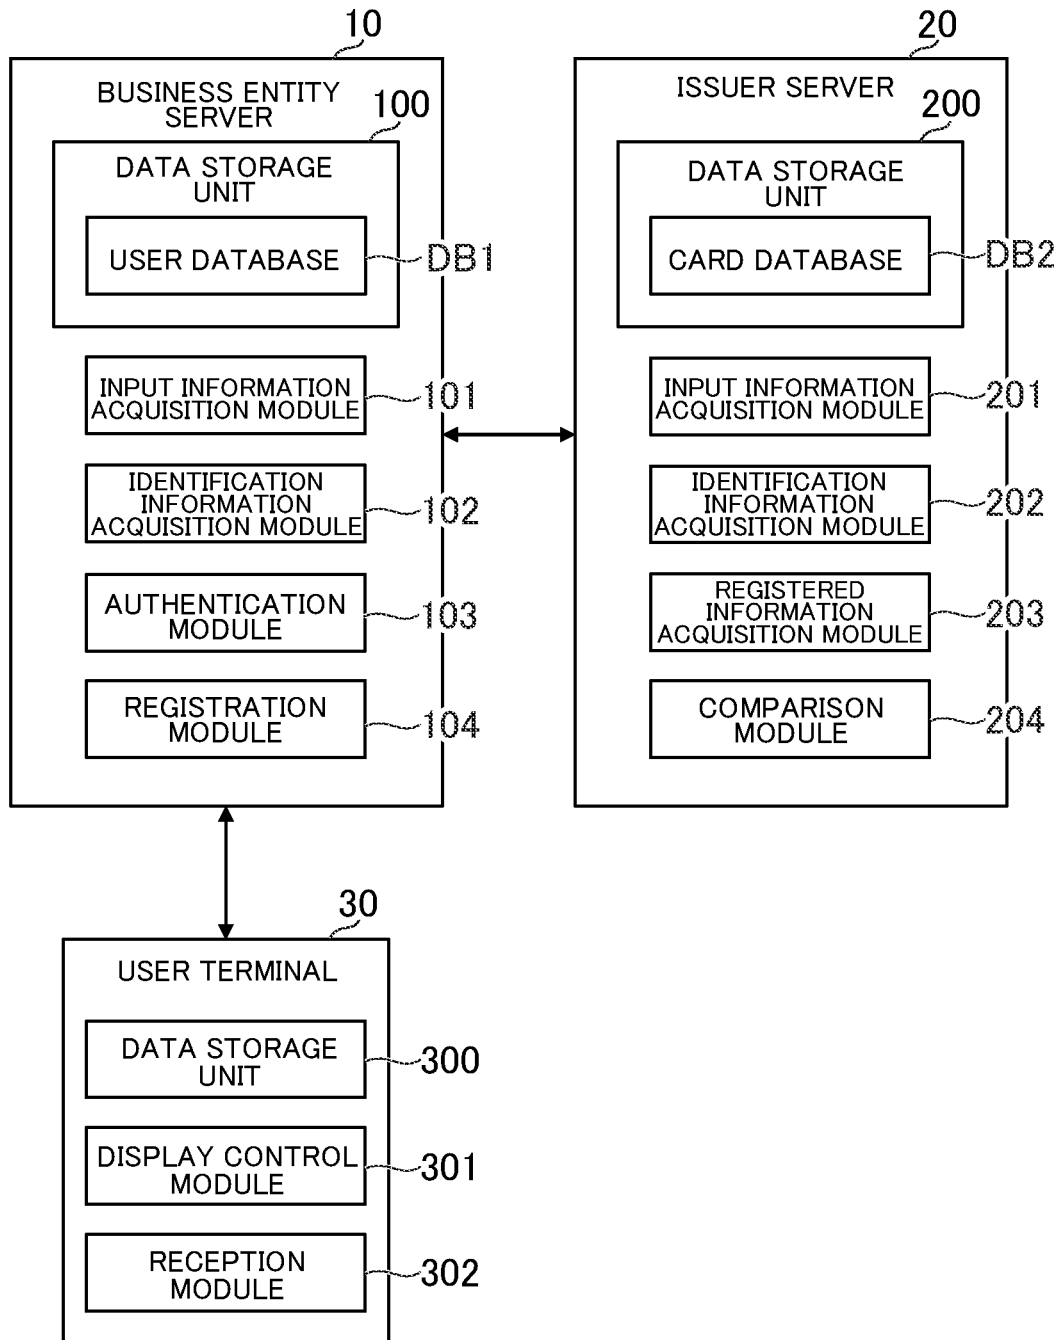 10
BUSINESS ENTITY
SERVER
100
DATA STORAGE
UNIT
USER DATABASE
DB1
INPUT INFORMATION
ACQUISITION MODULE
101
IDENTIFICATION
INFORMATION
ACQUISITION MODULE
102
AUTHENTICATION
MODULE
103
REGISTRATION
MODULE
104
20
ISSUER SERVER
200
DATA STORAGE
UNIT
CARD DATABASE
DB2
INPUT INFORMATION
ACQUISITION MODULE
201
IDENTIFICATION
INFORMATION
ACQUISITION MODULE
202
REGISTERED
INFORMATION
ACQUISITION MODULE
203
COMPARISON
MODULE
204
30
USER TERMINAL
DATA STORAGE
UNIT
300
DISPLAY CONTROL
MODULE
301
RECEPTION
MODULE
302